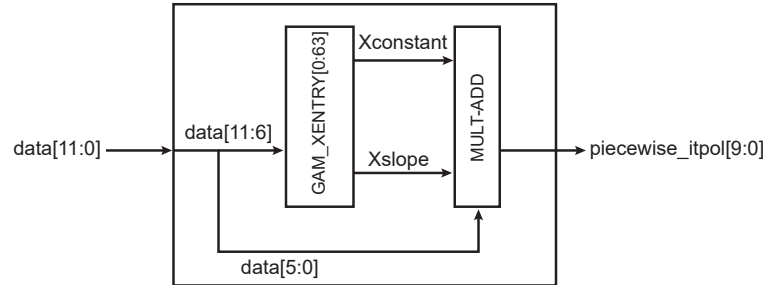 Xconstant
GAM_XENTRY[0:63]
MULT-ADD
data[11:6]
data[11:0]
Xslope
piecewise_itpol[9:0]
data[5:0]